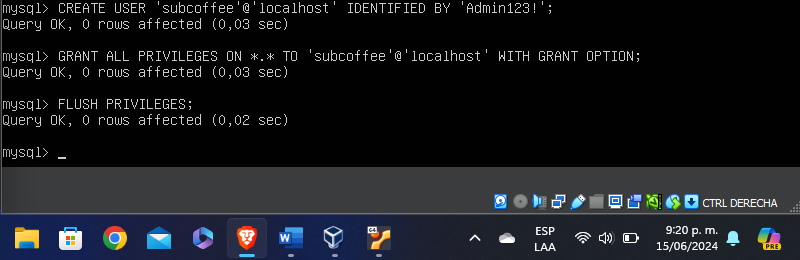 mysql> CREATE USER 'subcoffee'@'localhost' IDENTIFIED BY 'Admin123!';
Query OK, 0 rows affected (0,03 sec)
mysql> GRANT ALL PRIVILEGES ON *.* TO 'subcoffee'@'localhost' WITH GRANT OPTION;
Query OK, 0 rows affected (0,03 sec)
mysql> FLUSH PRIVILEGES;
Query OK, 0 rows affected (0,02 sec)
mysql> _
CTRL DERECHA
ESP
LAA
9:20 p. m.
15/06/2024
PRE